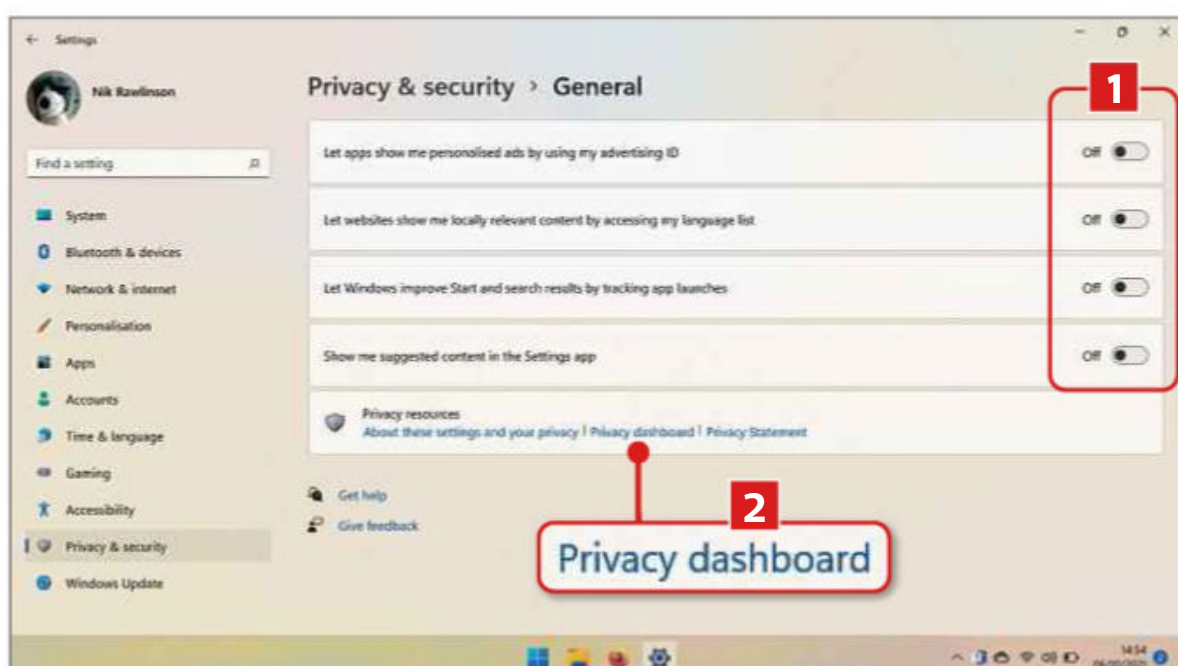 Settings
Nik Rawlinson
Privacy & security > General
1
Find a setting
Let apps show me personalised ads by using my advertising ID
Off
System
Let websites show me locally relevant content by accessing my language list
Off
Bluetooth & devices
Network & internet
Let Windows improve Start and search results by tracking app launches
Off
Personalisation
Apps
Show me suggested content in the Settings app
Off
Accounts
Time & language
Privacy resources
About these settings and your privacy | Privacy dashboard | Privacy Statement
Gaming
Accessibility
Privacy & security
Windows Update
Get help
Give feedback
2
Privacy dashboard
14:54